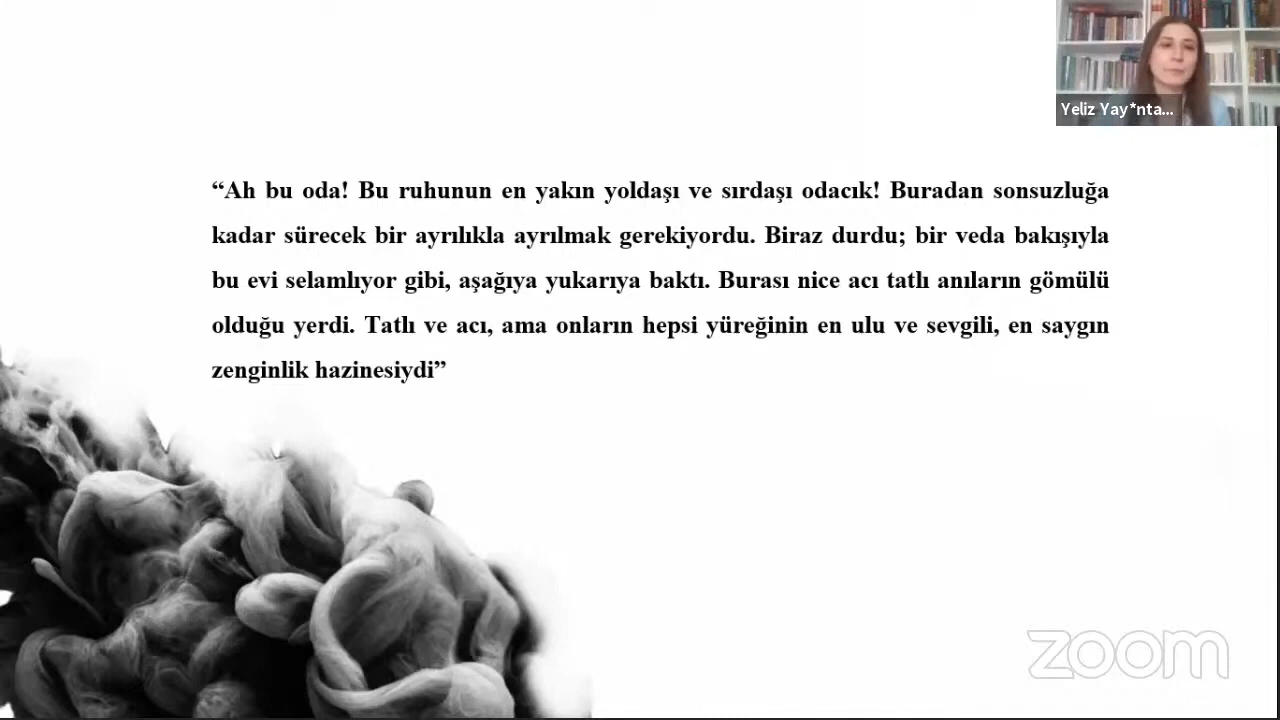 Yeliz Yay*nta...
“Ah bu oda! Bu ruhunun en yakın yoldaşı ve sırdaşı odacık! Buradan sonsuzluğa
kadar sürecek bir ayrılıkla ayrılmak gerekiyordu. Biraz durdu; bir veda bakışıyla
bu evi selamlıyor gibi, aşağıya yukarıya baktı. Burası nice acı tatlı anıların gömülü
olduğu yerdi. Tatlı ve acı, ama onların hepsi yüreğinin en ulu ve sevgili, en saygın
zenginlik hazinesiydi”
zoom